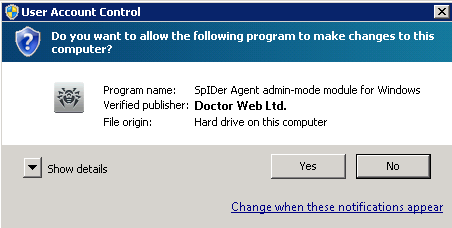 User Account Control
Do you want to allow the following program to make changes to this
computer?
Program name: SpIDer Agent admin-mode module for Windows
Verified publisher: Doctor Web Ltd.
File origin: Hard drive on this computer
Show details
Yes
No
Change when these notifications appear